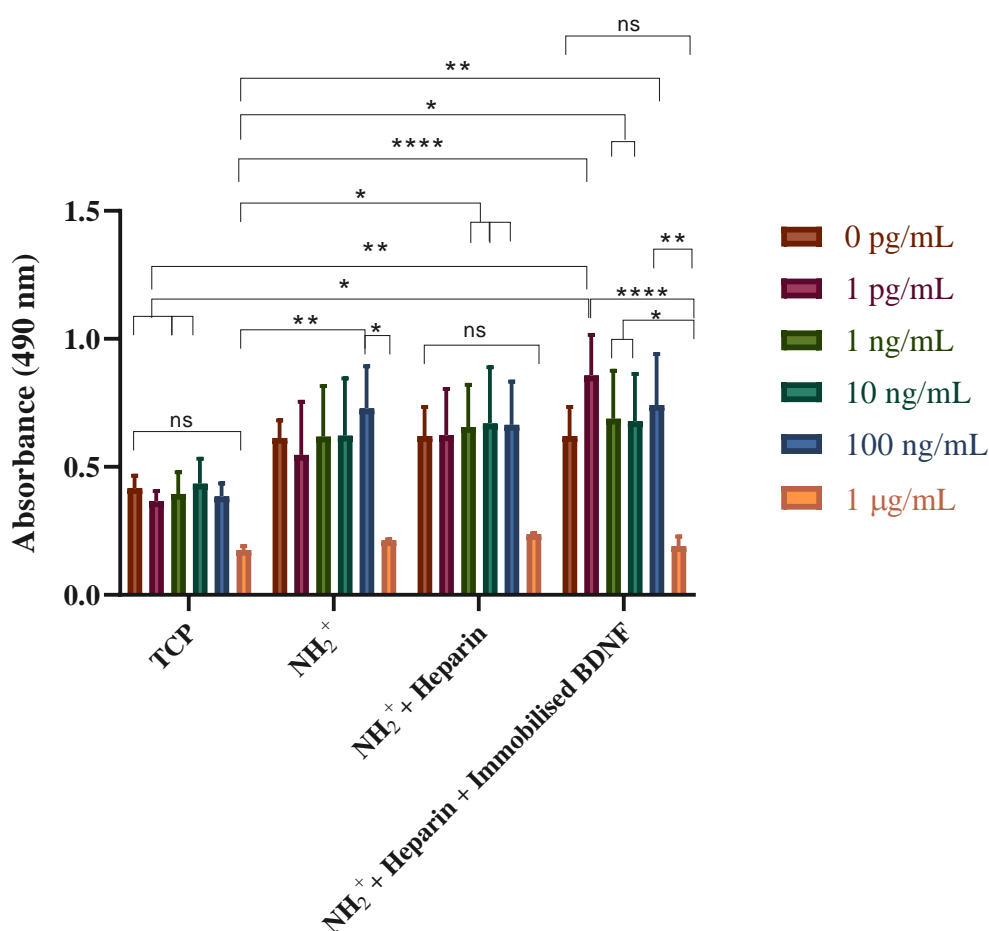 ns
**
*
****
*
**
**
*
****
*
**
*
ns
ns
1.5
1.0
0.5
0.0
Absorbance (490 nm)
TCP
NH₂⁺
NH₂⁺ + Heparin
NH₂⁺ + Heparin + Immobilised BDNF
0 pg/mL
1 pg/mL
1 ng/mL
10 ng/mL
100 ng/mL
1 µg/mL